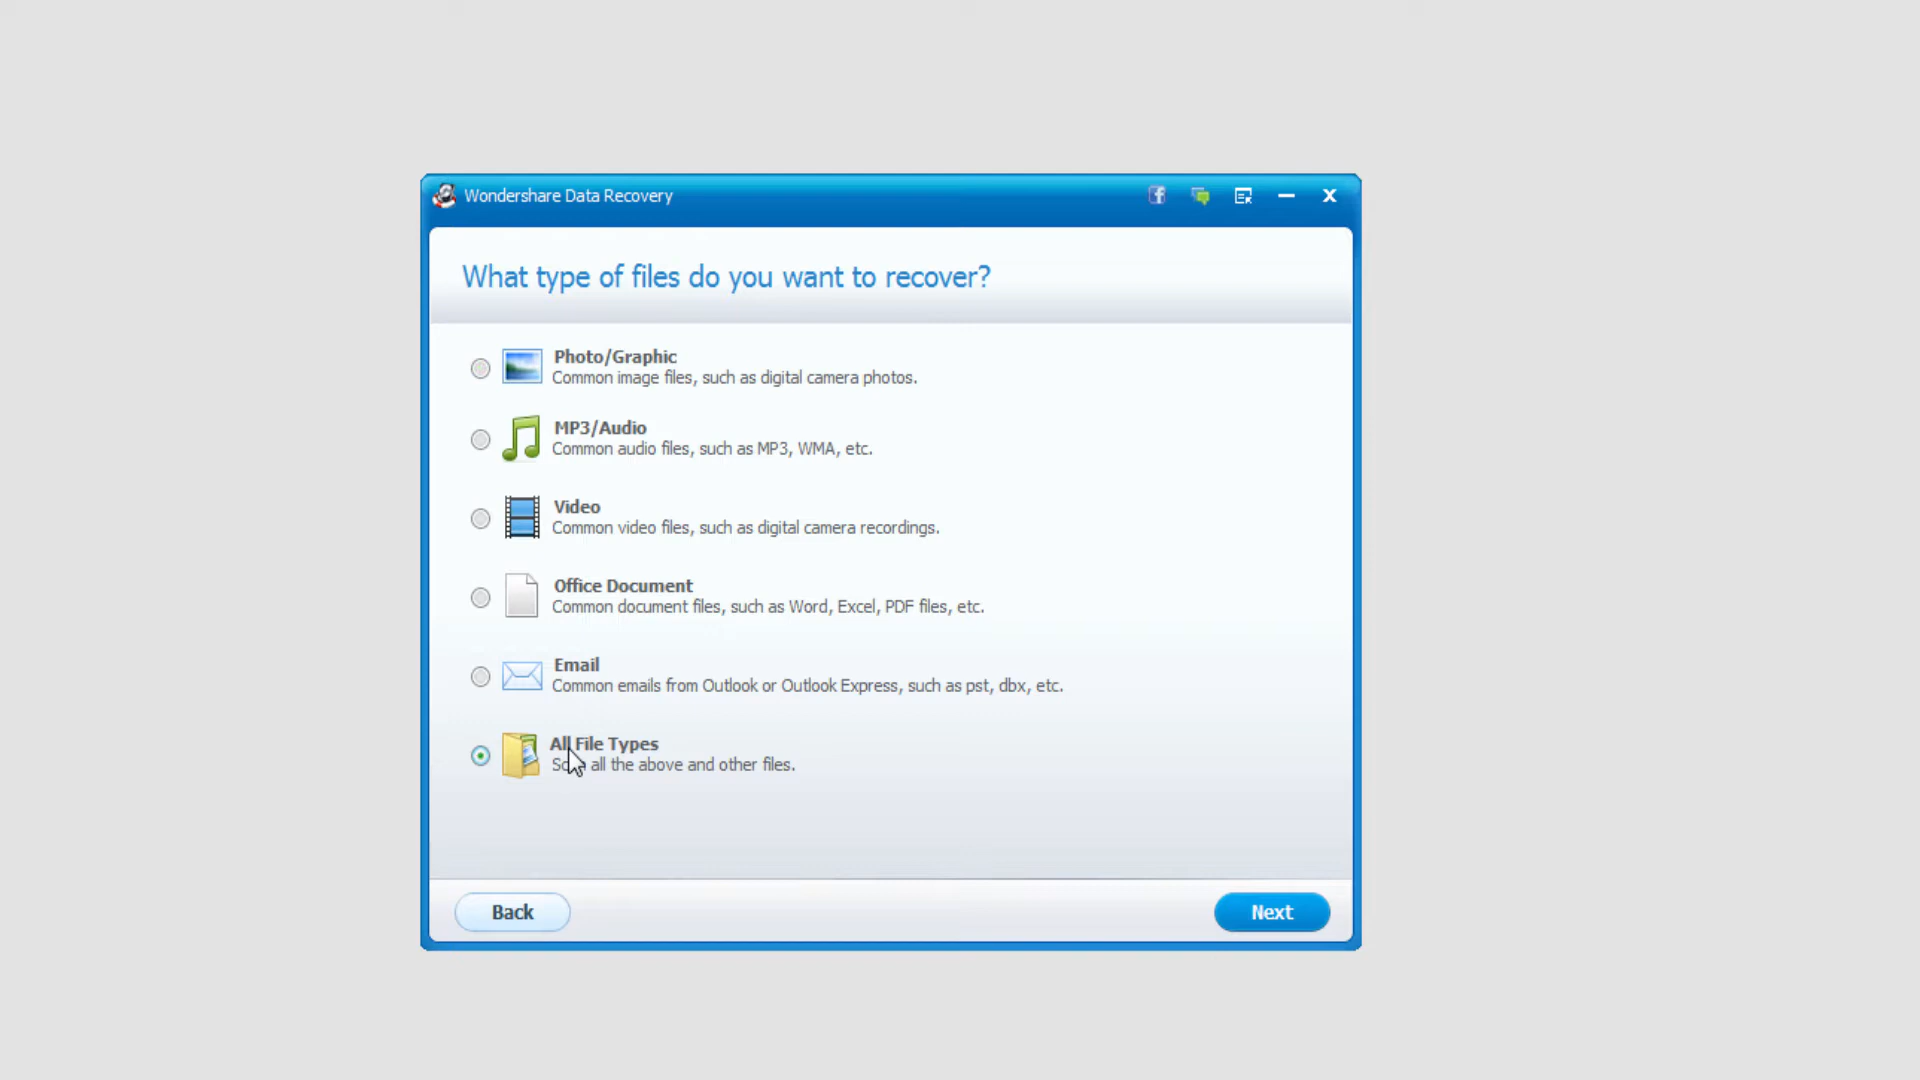 Wondershare Data Recovery
What type of files do you want to recover?
Photo/Graphic
Common image files, such as digital camera photos.
MP3/Audio
Common audio files, such as MP3, WMA, etc.
Video
Common video files, such as digital camera recordings.
Office Document
Common document files, such as Word, Excel, PDF files, etc.
Email
Common emails from Outlook or Outlook Express, such as pst, dbx, etc.
All File Types
all the above and other files.
Back
Next